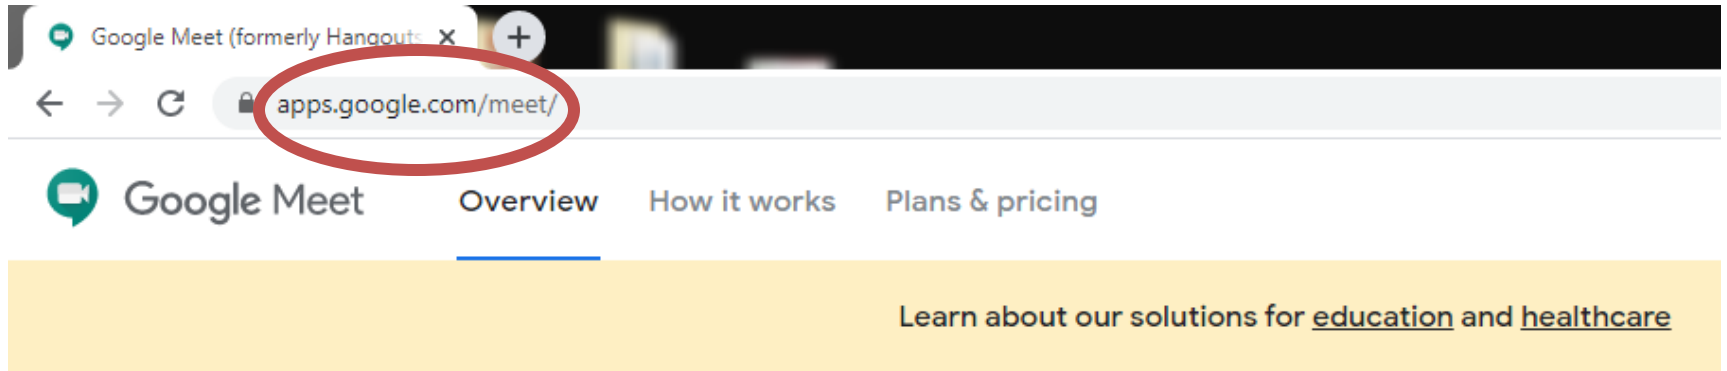 Google Meet (formerly Hangouts
apps.google.com/meet/
Google Meet Overview How it works Plans & pricing
Learn about our solutions for education and healthcare